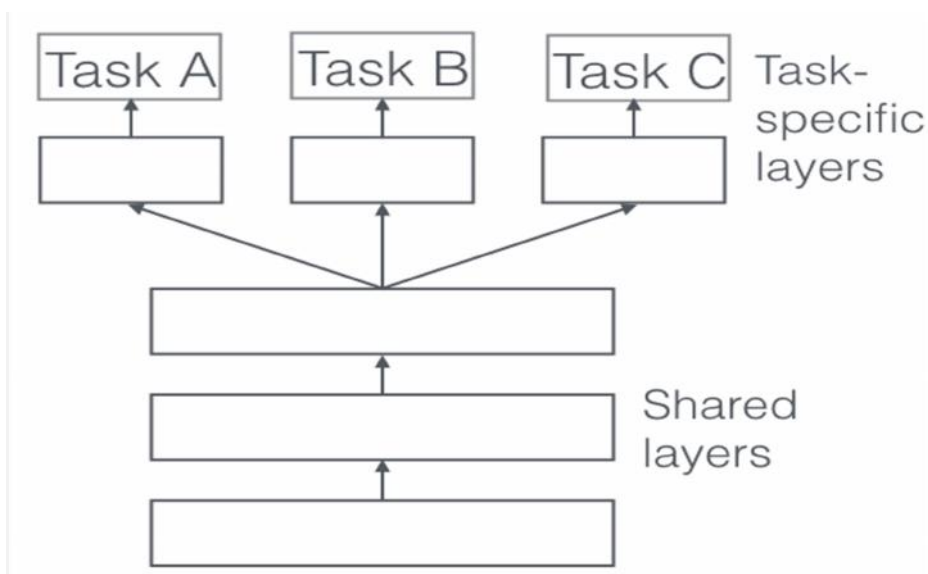 Task A
Task B
Task C
Task-
specific
layers
Shared
layers